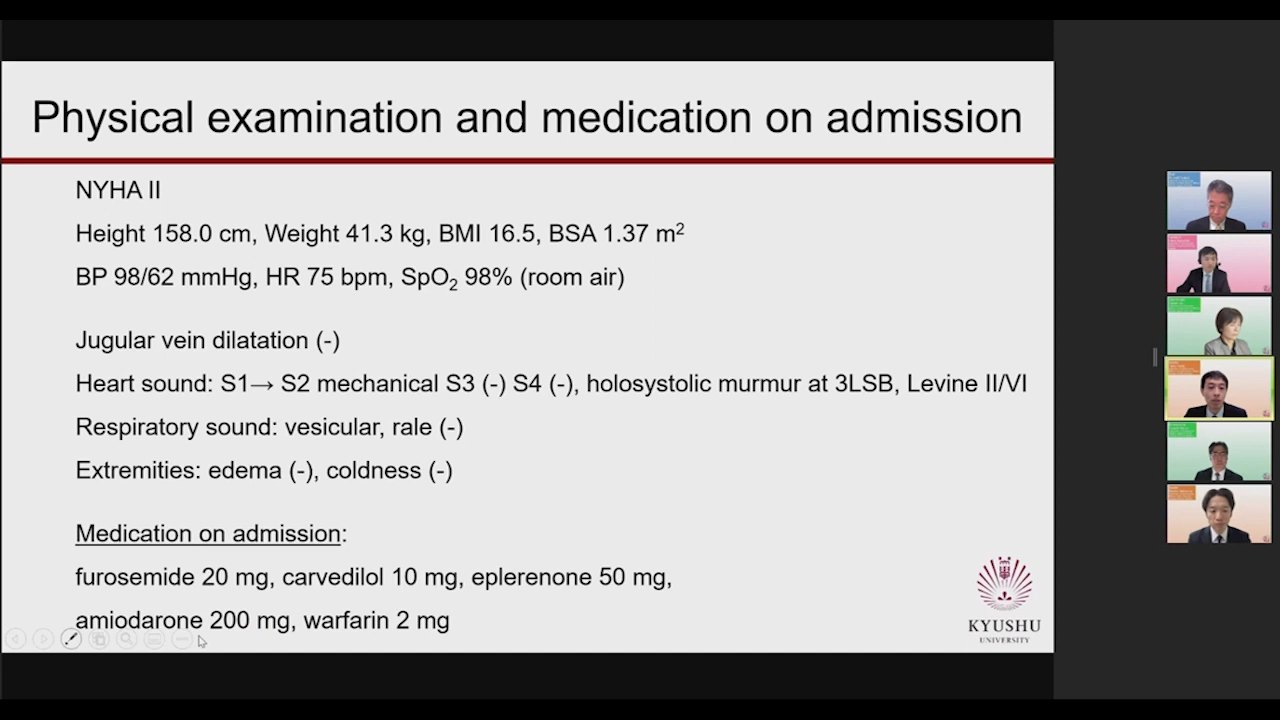 Physical examination and medication on admission
NYHA II
Height 158.0 cm, Weight 41.3 kg, BMI 16.5, BSA 1.37 m²
BP 98/62 mmHg, HR 75 bpm, SpO₂ 98% (room air)
Jugular vein dilatation (-)
Heart sound: S1→ S2 mechanical S3 (-) S4 (-), holosystolic murmur at 3LSB, Levine II/VI
Respiratory sound: vesicular, rale (-)
Extremities: edema (-), coldness (-)
Medication on admission:
furosemide 20 mg, carvedilol 10 mg, eplerenone 50 mg,
amiodarone 200 mg, warfarin 2 mg
KYUSHU
UNIVERSITY